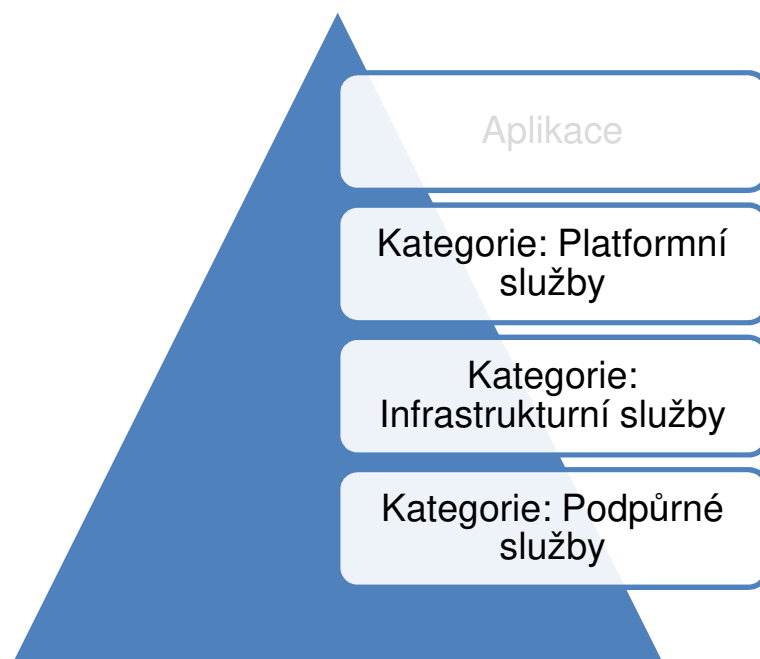 Aplikace
Kategorie: Platformní
služby
Kategorie:
Infrastrukturní služby
Kategorie: Podpůrné
služby